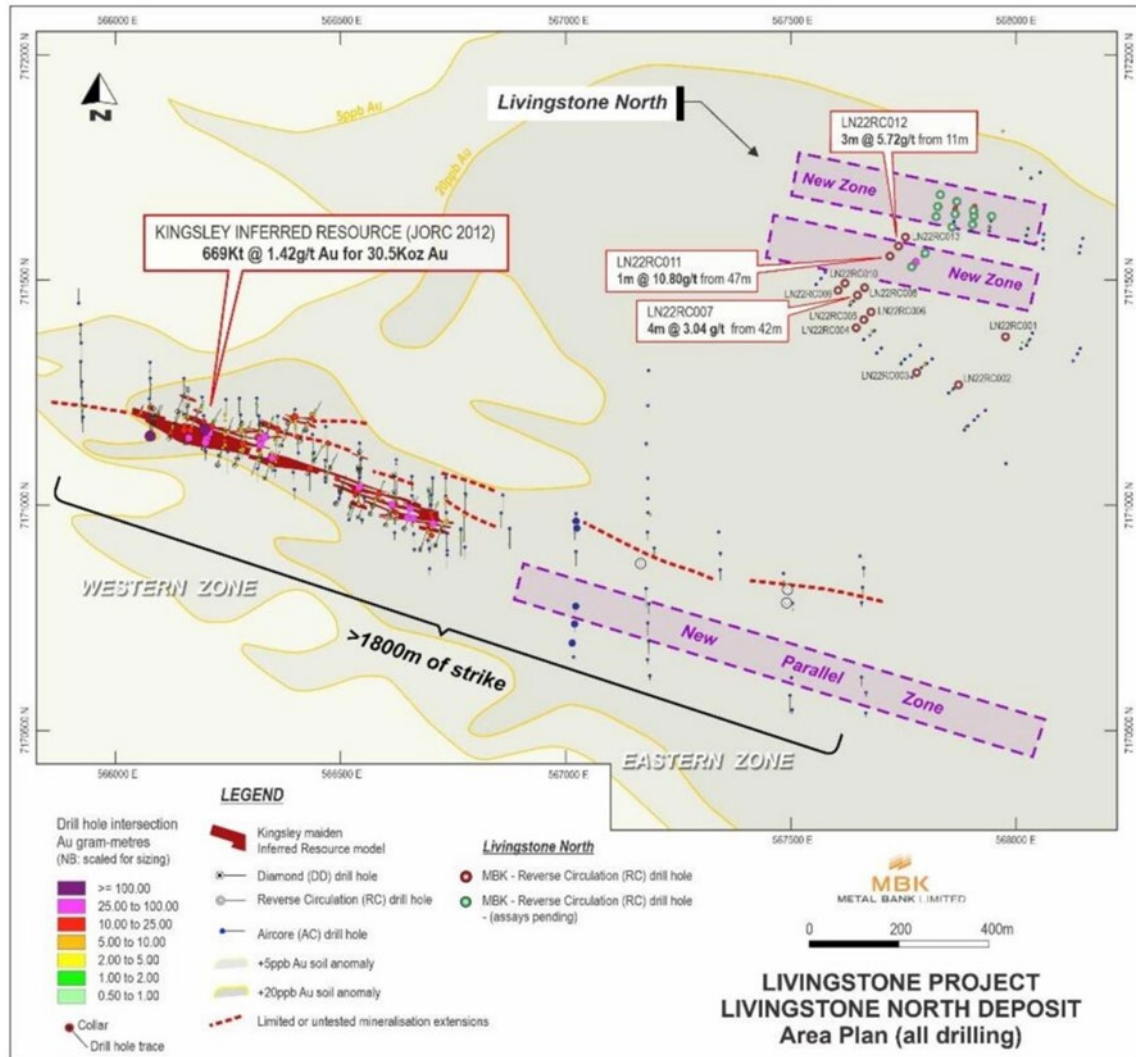 566000 E
566500 E
567000 E
567500 E
568000 E
7172000 N
7172000 N
N
5ppb Au
20ppb Au
Livingstone North
LN22RC012
3m @ 5.72g/t from 11m
New Zone
KINGSLEY INFERRED RESOURCE (JORC 2012)
669Kt @ 1.42g/t Au for 30.5Koz Au
LN22RC013
LN22RC011
1m @ 10.80g/t from 47m
New Zone
7171500 N
7171500 N
LN22RC010
LN22RC009
LN22RC008
LN22RC007
4m @ 3.04 g/t from 42m
LN22RC005
LN22RC006
LN22RC004
LN22RC001
LN22RC003
LN22RC002
7171000 N
7171000 N
WESTERN ZONE
>1800m of strike
New Parallel Zone
7170500 N
7170500 N
EASTERN ZONE
566000 E
566500 E
567000 E
567500 E
568000 E
LEGEND
Drill hole intersection
Au gram-metres
(NB: scaled for sizing)
>= 100.00
25.00 to 100.00
10.00 to 25.00
5.00 to 10.00
2.00 to 5.00
1.00 to 2.00
0.50 to 1.00
Collar
Drill hole trace
Kingsley maiden
Inferred Resource model
Diamond (DD) drill hole
Reverse Circulation (RC) drill hole
Aircore (AC) drill hole
+5ppb Au soil anomaly
+20ppb Au soil anomaly
Limited or untested mineralisation extensions
Livingstone North
MBK - Reverse Circulation (RC) drill hole
MBK - Reverse Circulation (RC) drill hole
- (assays pending)
MBK
METAL BANK LIMITED
0 200 400m
LIVINGSTONE PROJECT
LIVINGSTONE NORTH DEPOSIT
Area Plan (all drilling)